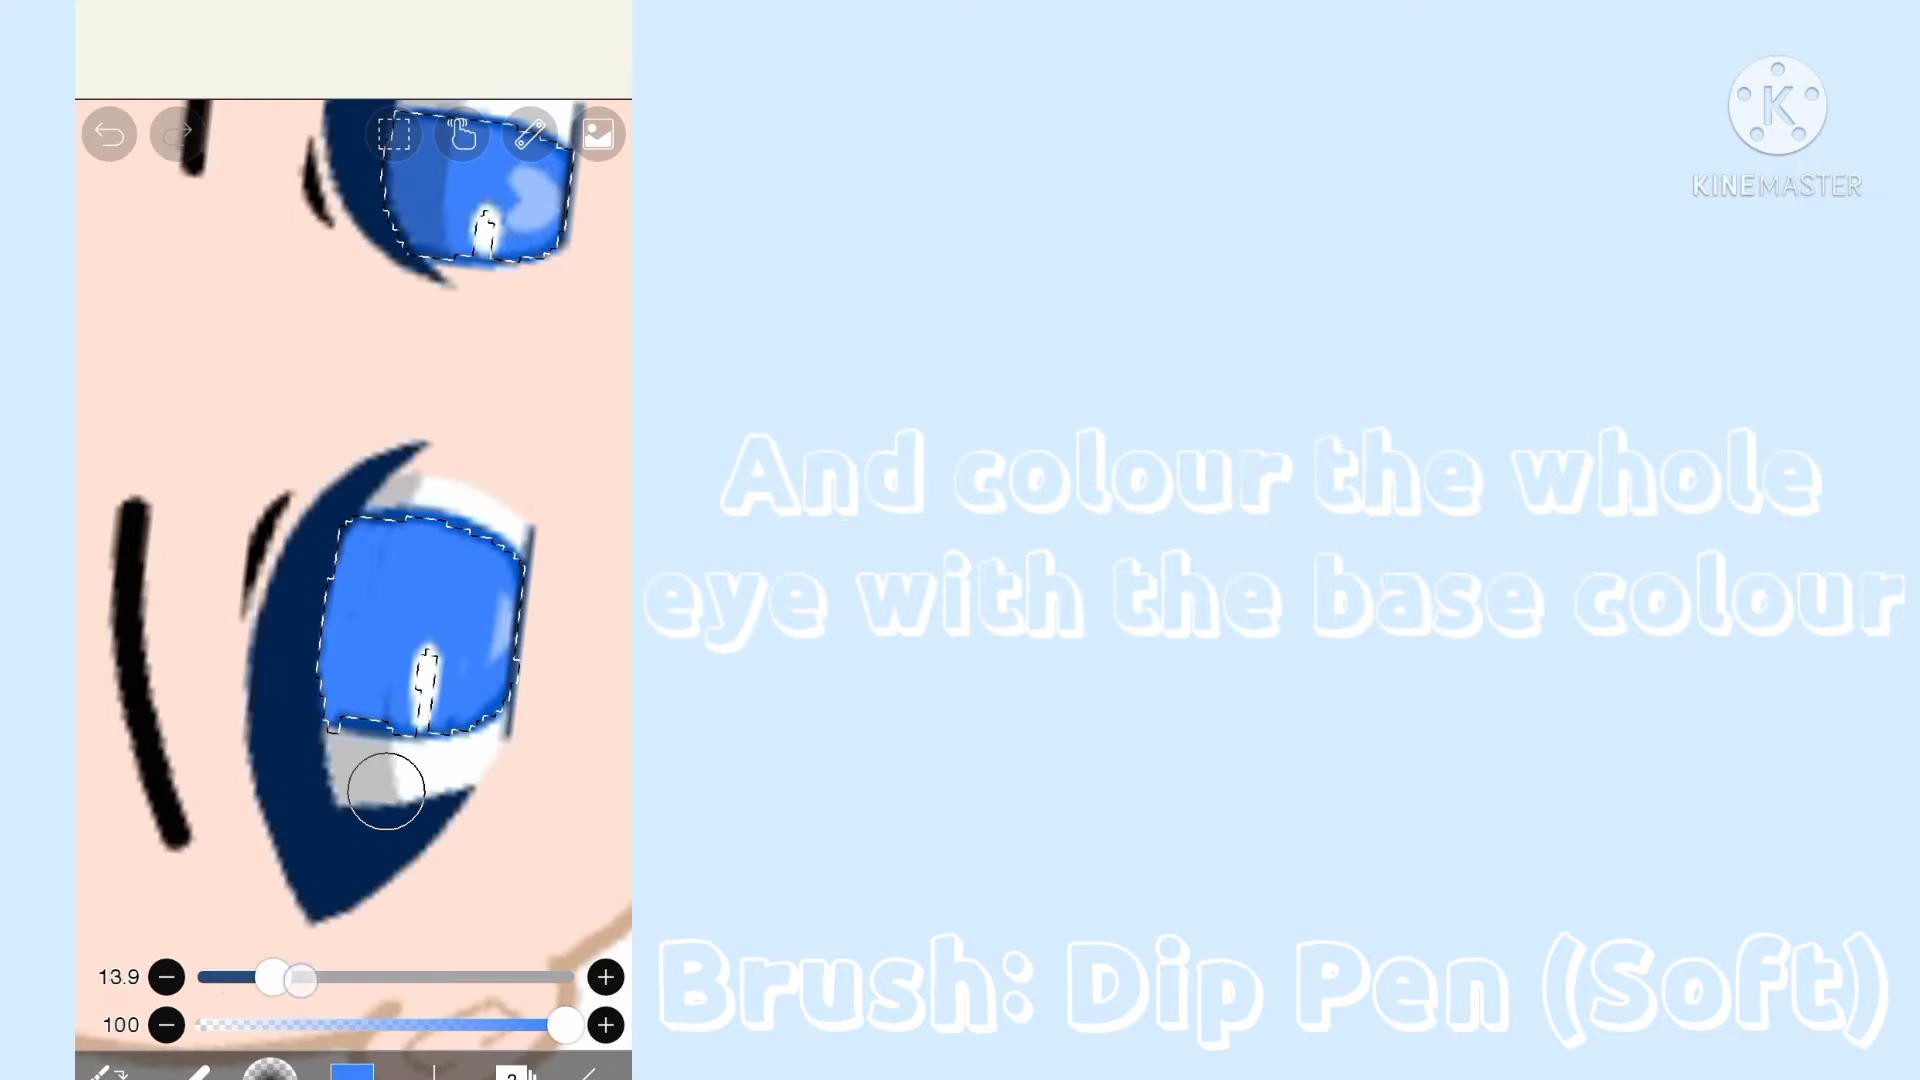 KINEMASTER
And colour the whole
eye with the base colour
13.9
100
Brush: Dip Pen (Soft)